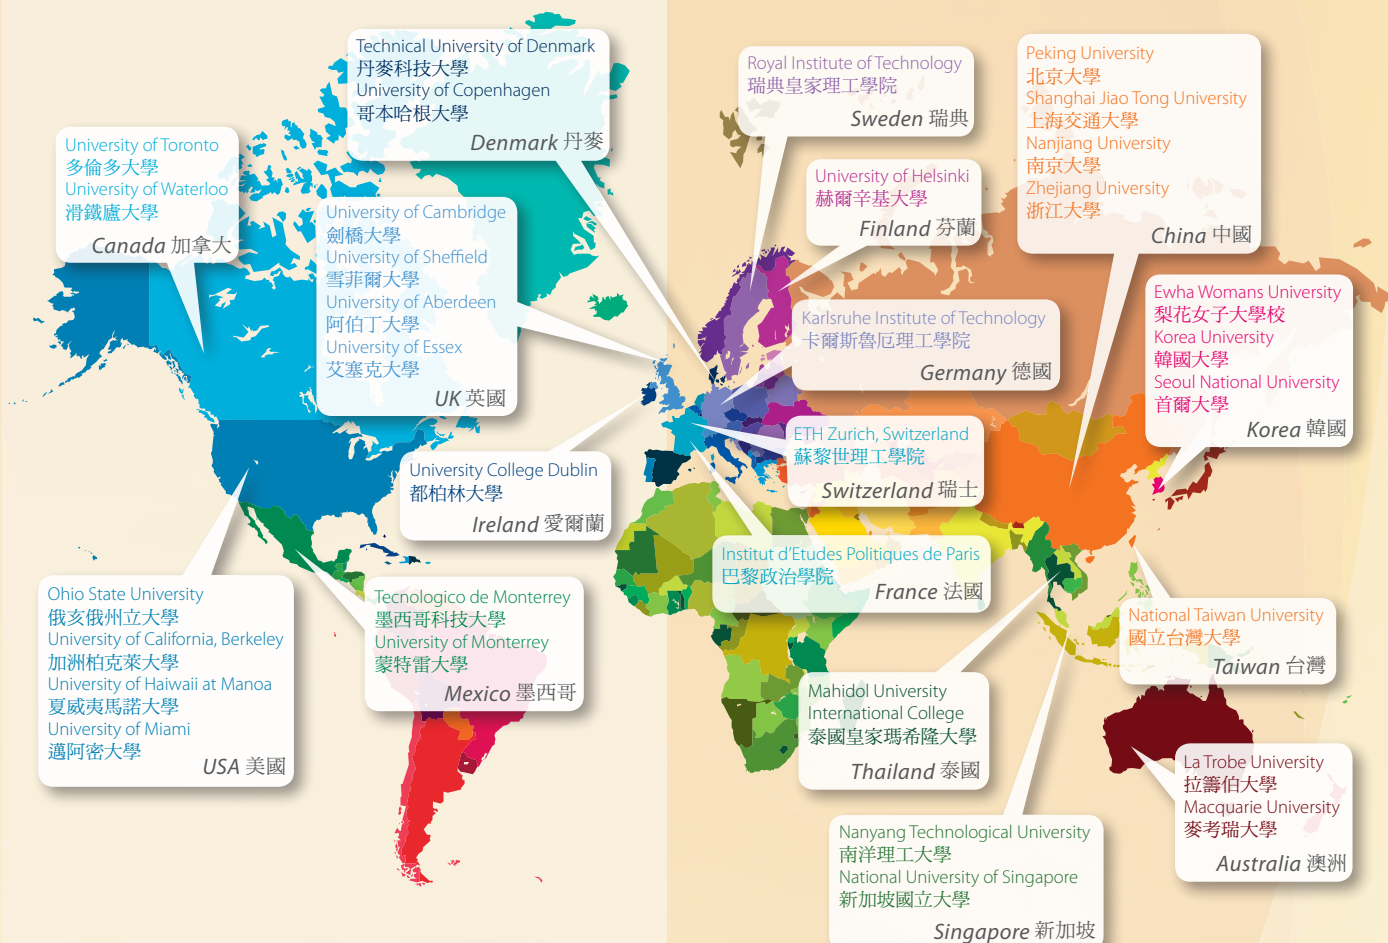 Technical University of Denmark
丹麥科技大學
University of Copenhagen
哥本哈根大學
Denmark 丹麥
Royal Institute of Technology
瑞典皇家理工學院
Sweden 瑞典
Peking University
北京大學
Shanghai Jiao Tong University
上海交通大學
Nanjiang University
南京大學
Zhejiang University
浙江大學
China 中國
University of Toronto
多倫多大學
University of Waterloo
滑鐵廬大學
Canada 加拿大
University of Helsinki
赫爾辛基大學
Finland 芬蘭
University of Cambridge
劍橋大學
University of Sheffield
雪菲爾大學
University of Aberdeen
阿伯丁大學
University of Essex
艾塞克大學
UK 英國
Karlsruhe Institute of Technology
卡爾斯魯厄理工學院
Germany 德國
Ewha Womans University
梨花女子大學校
Korea University
韓國大學
Seoul National University
首爾大學
Korea 韓國
ETH Zurich, Switzerland
蘇黎世理工學院
Switzerland 瑞士
University College Dublin
都柏林大學
Ireland 愛爾蘭
Institut d'Etudes Politiques de Paris
巴黎政治學院
France 法國
Ohio State University
俄亥俄州立大學
University of California, Berkeley
加洲柏克萊大學
University of Haiwaii at Manoa
夏威夷馬諾大學
University of Miami
邁阿密大學
USA 美國
Tecnologico de Monterrey
墨西哥科技大學
University of Monterrey
蒙特雷大學
Mexico 墨西哥
National Taiwan University
國立台灣大學
Taiwan 台灣
Mahidol University
International College
泰國皇家瑪希隆大學
Thailand 泰國
La Trobe University
拉籌伯大學
Macquarie University
麥考瑞大學
Australia 澳洲
Nanyang Technological University
南洋理工大學
National University of Singapore
新加坡國立大學
Singapore 新加坡